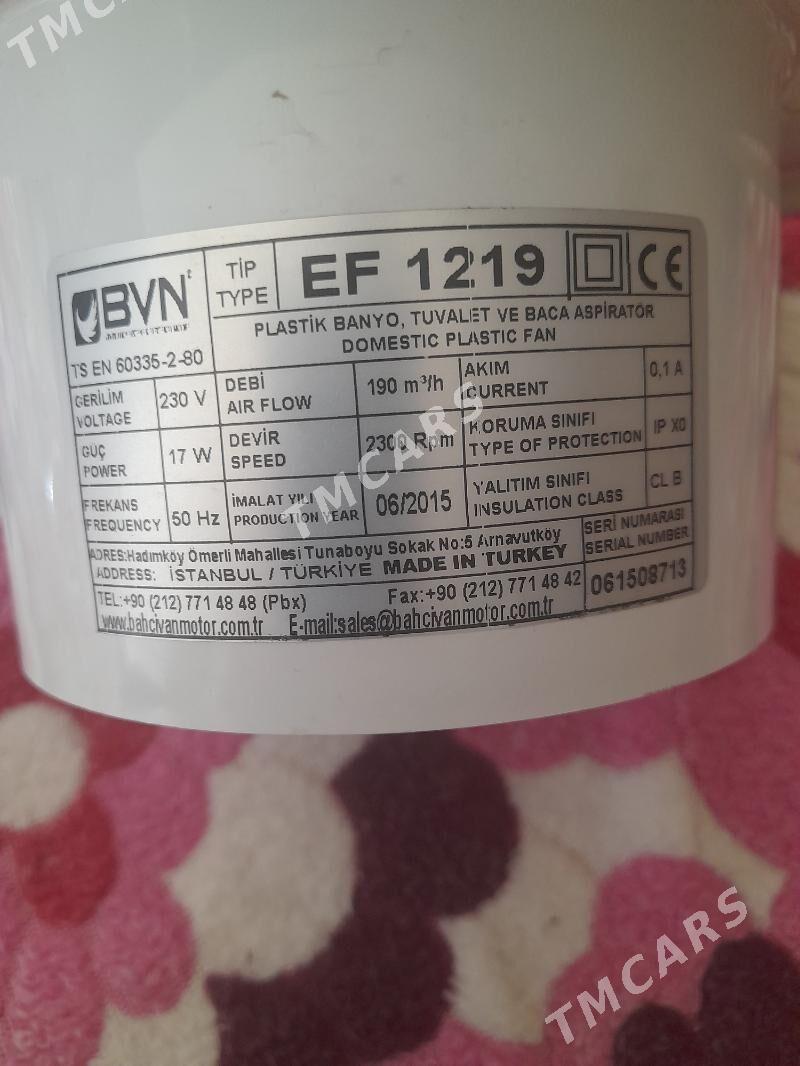 TMCARS
BVN
TS EN 60335-2-80
TİP
TYPE
EF 1219
CE
PLASTİK BANYO, TUVALET VE BACA ASPİRATÖR
DOMESTIC PLASTIC FAN
GERİLİM
VOLTAGE
230 V
DEBİ
AIR FLOW
190 m³/h
AKIM
CURRENT
0,1 A
GÜÇ
POWER
17 W
DEVİR
SPEED
2300 Rpm
KORUMA SINIFI
TYPE OF PROTECTION
IP X0
FREKANS
FREQUENCY
50 Hz
İMALAT YILI
PRODUCTION YEAR
06/2015
YALITIM SINIFI
INSULATION CLASS
CL B
ADRES:Hadımköy Ömerli Mahallesi Tunaboyu Sokak No:5 Arnavutköy
ADDRESS: İSTANBUL / TÜRKİYE MADE IN TURKEY
SERİ NUMARASI
SERIAL NUMBER
061508713
TEL:+90 (212) 771 48 48 (Pbx) Fax:+90 (212) 771 48 42
www.bahcivanmotor.com.tr E-mail:sales@bahcivanmotor.com.tr
TMCARS
TMCARS